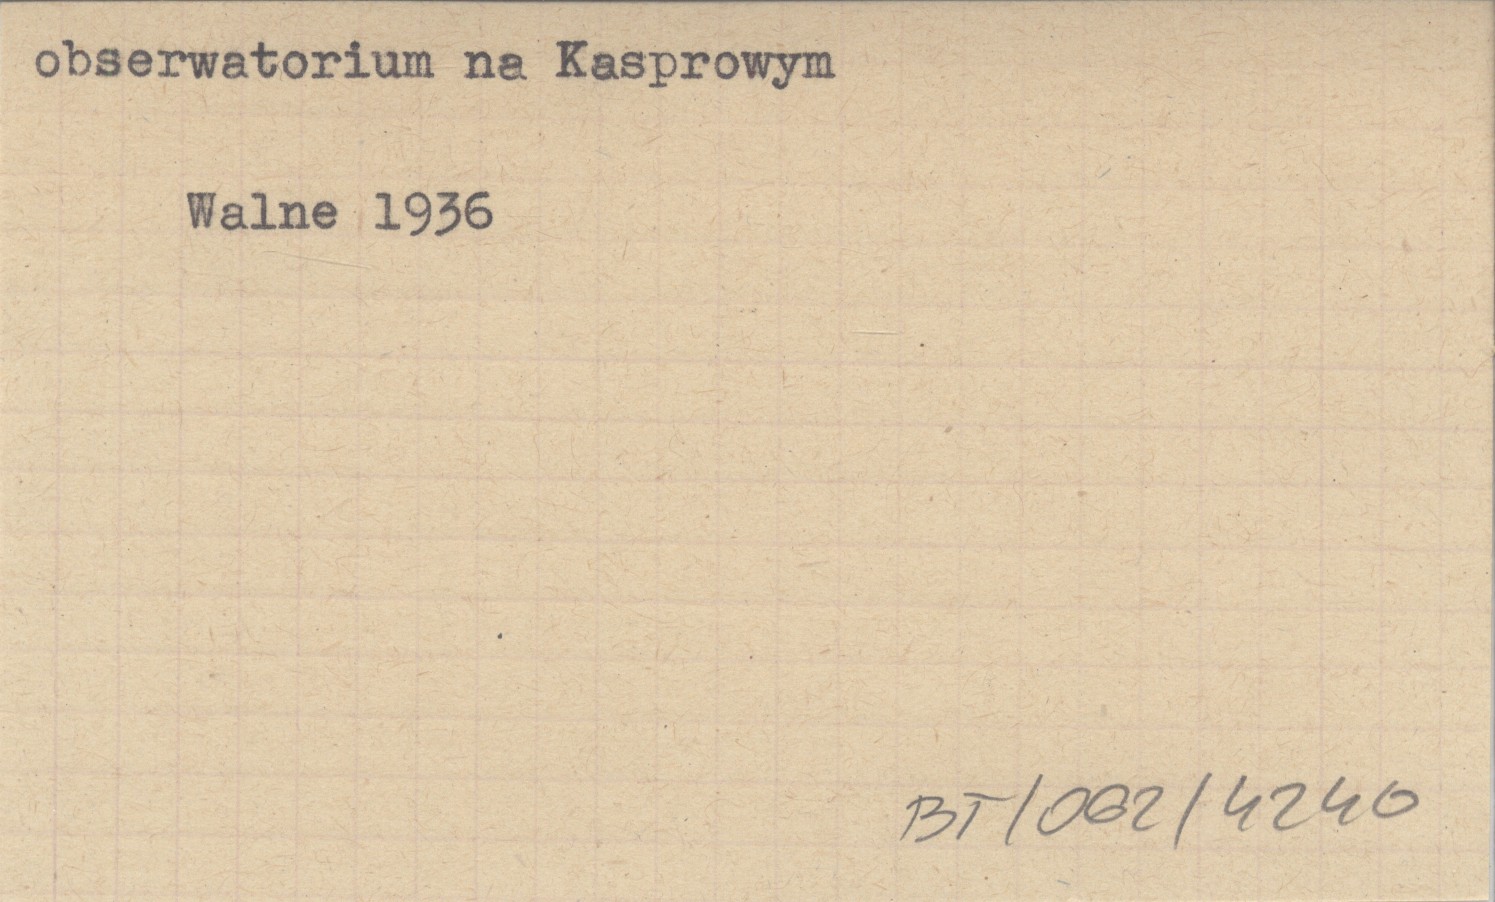 obserwatorium na Kasprowym
Walne 1936
BT/062/4240